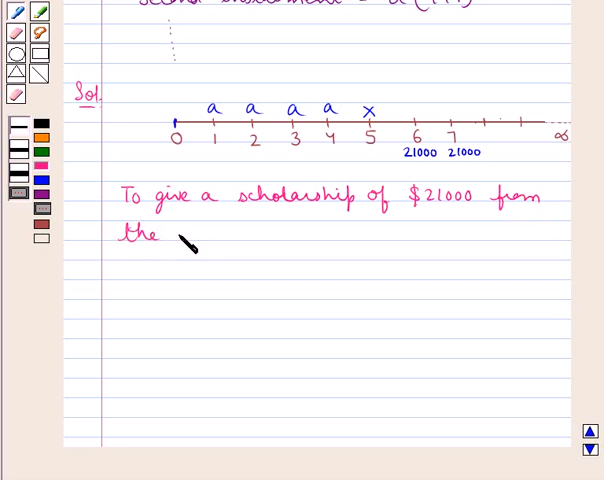 Sol.
a a a a x
0 1 2 3 4 5 6 7 ∞
21000 21000
To give a scholarship of $21000 from
the